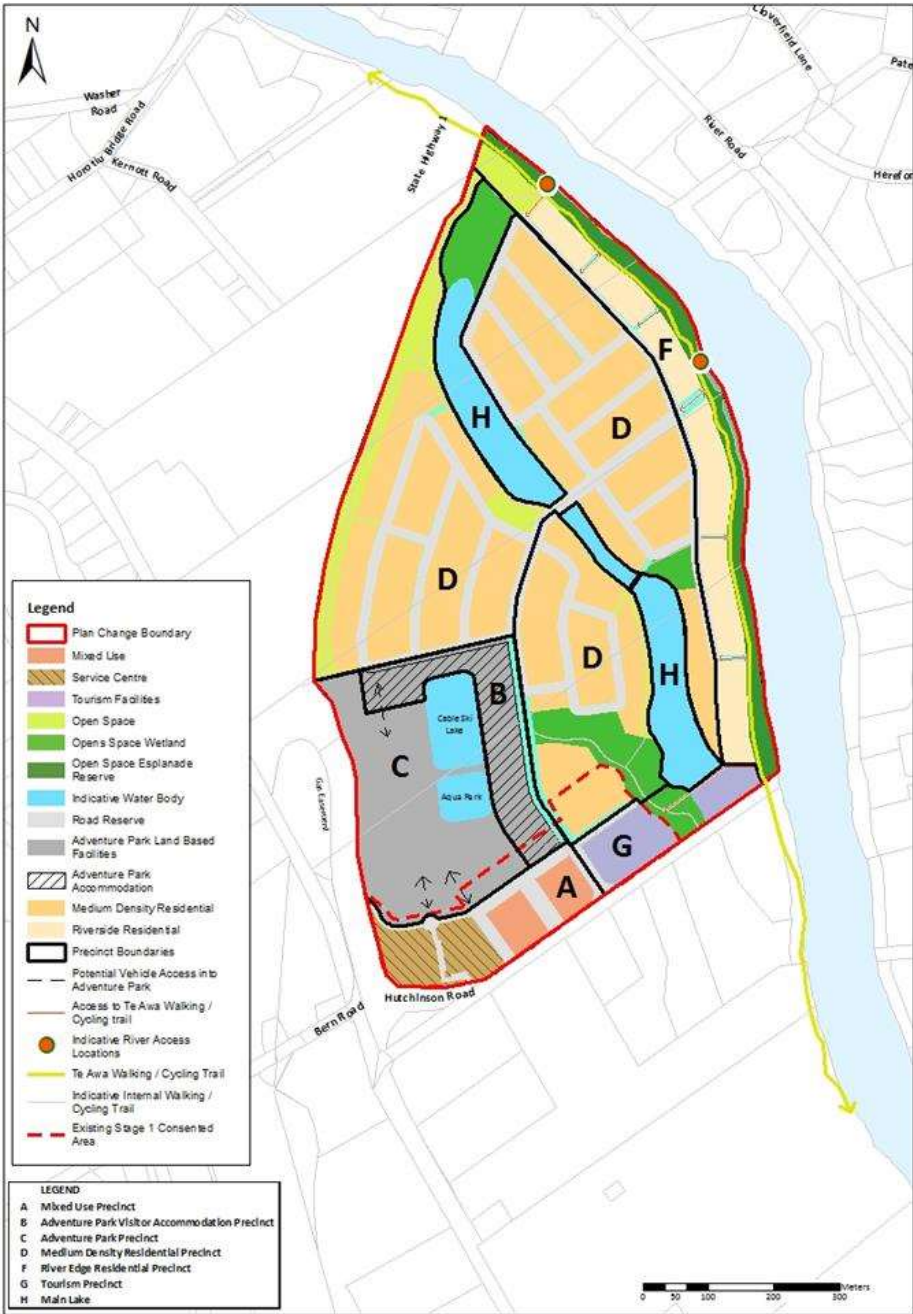 N
Cloverfield Lane
Pate
Washer
Road
River Road
State Highway 1
Horotiu Bridge Road
Kernott Road
Herefor
F
H
D
D
D
H
B
Cable Ski
Lake
C
Aqua Park
Gas Easement
G
A
Hutchinson Road
Bern Road
Legend
Plan Change Boundary
Mixed Use
Service Centre
Tourism Facilities
Open Space
Opens Space Wetland
Open Space Esplanade
Reserve
Indicative Water Body
Road Reserve
Adventure Park Land Based
Facilities
Adventure Park
Accommodation
Medium Density Residential
Riverside Residential
Precinct Boundaries
Potential Vehicle Access into
Adventure Park
Access to Te Awa Walking /
Cycling trail
Indicative River Access
Locations
Te Awa Walking / Cycling Trail
Indicative Internal Walking /
Cycling Trail
Existing Stage 1 Consented
Area
LEGEND
A Mixed Use Precinct
B Adventure Park Visitor Accommodation Precinct
C Adventure Park Precinct
D Medium Density Residential Precinct
F River Edge Residential Precinct
G Tourism Precinct
H Main Lake
Meters
0 50 100 200 300